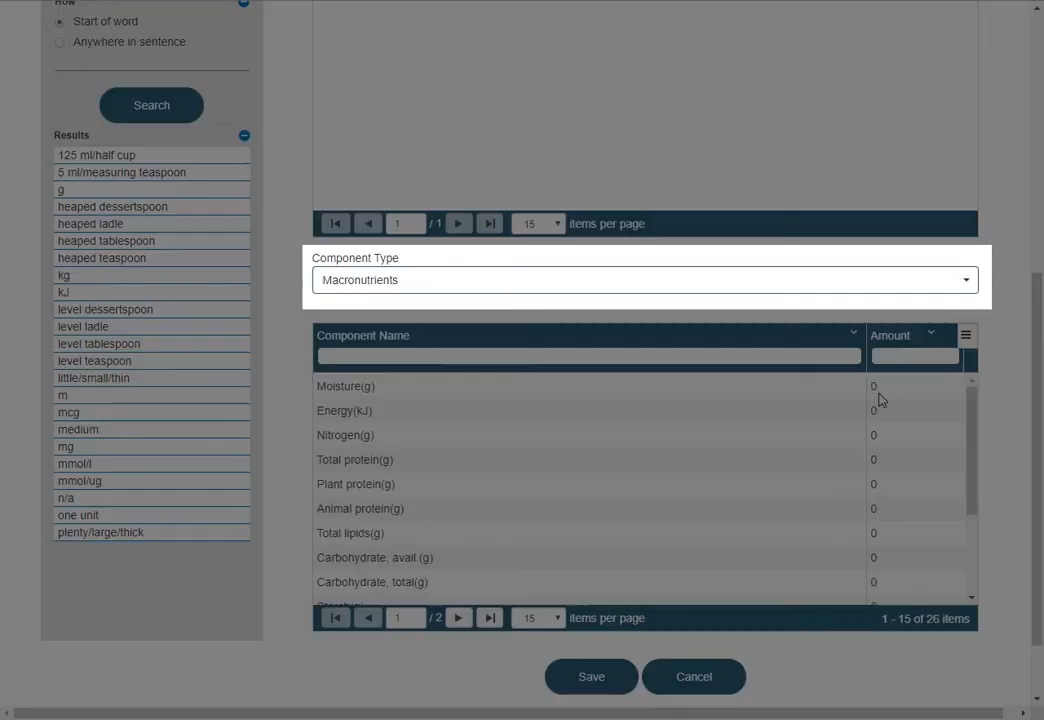 How
Start of word
Anywhere in sentence
Search
Results
125 ml/half cup
5 ml/measuring teaspoon
g
heaped dessertspoon
heaped ladle
heaped tablespoon
heaped teaspoon
kg
kJ
level dessertspoon
level ladle
level tablespoon
level teaspoon
little/small/thin
m
mcg
medium
mg
mmol/l
mmol/ug
n/a
one unit
plenty/large/thick
1 / 1 15 items per page
Component Type
Macronutrients
Component Name Amount
Moisture(g) 0
Energy(kJ) 0
Nitrogen(g) 0
Total protein(g) 0
Plant protein(g) 0
Animal protein(g) 0
Total lipids(g) 0
Carbohydrate, avail.(g) 0
Carbohydrate, total(g) 0
Starch(g) 0
1 / 2 15 items per page 1 - 15 of 26 items
Save Cancel